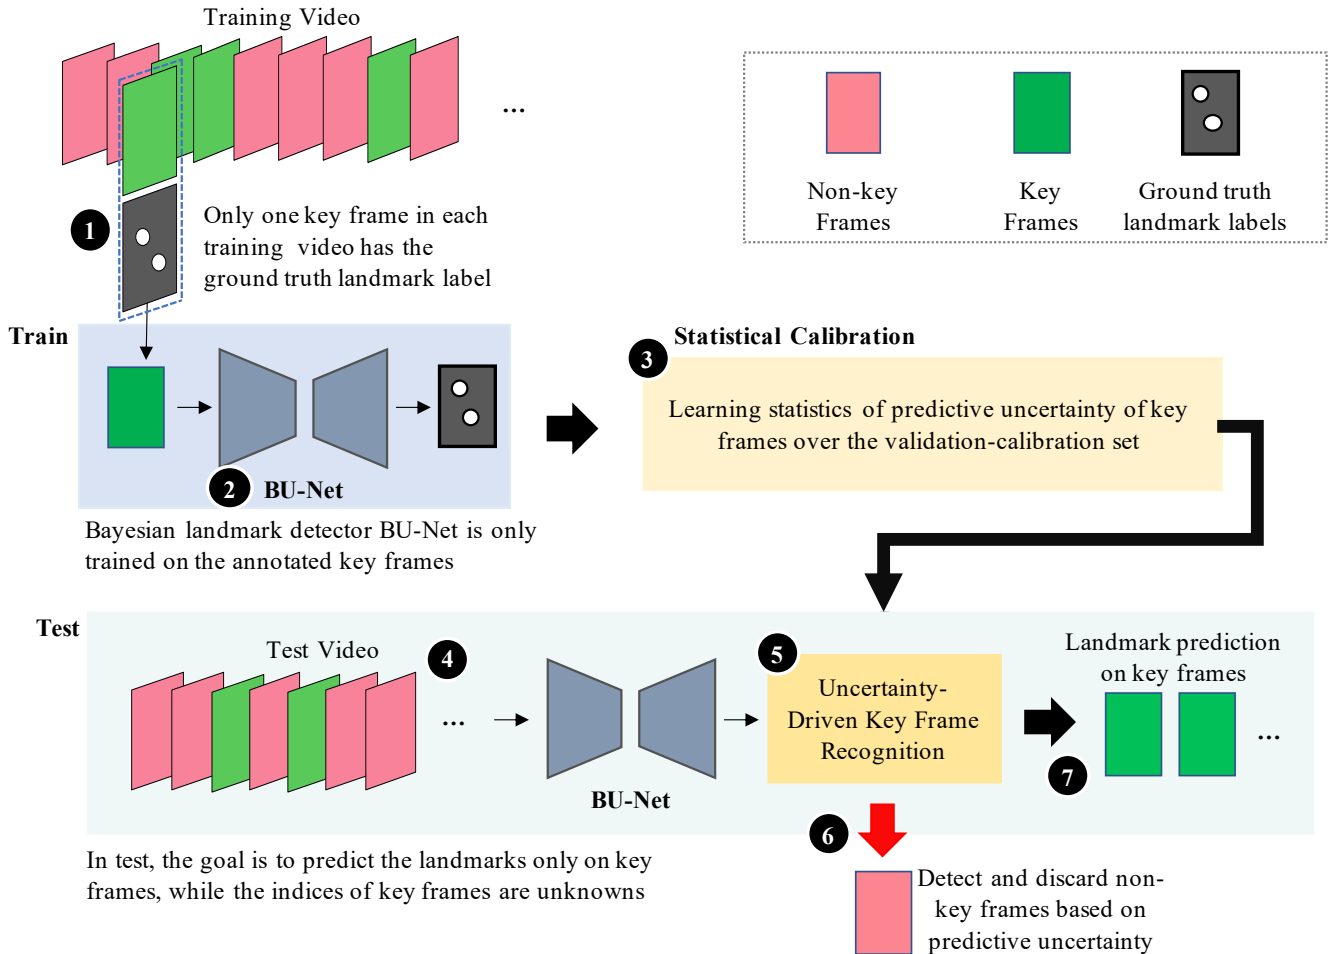 Training Video
...
Non-key
Frames
Key
Frames
Ground truth
landmark labels
1
Only one key frame in each
training video has the
ground truth landmark label
Train
2
BU-Net
Bayesian landmark detector BU-Net is only
trained on the annotated key frames
Statistical Calibration
3
Learning statistics of predictive uncertainty of key
frames over the validation-calibration set
Test
Test Video
4
...
BU-Net
5
Uncertainty-
Driven Key Frame
Recognition
Landmark prediction
on key frames
...
7
6
In test, the goal is to predict the landmarks only on key
frames, while the indices of key frames are unknowns
Detect and discard non-
key frames based on
predictive uncertainty